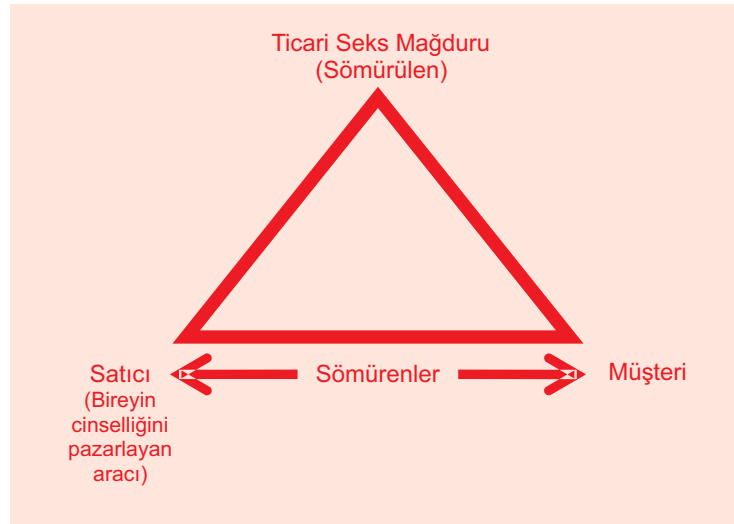 Ticari Seks Mağduru
(Sömürülen)
Satıcı
(Bireyin
cinselliğini
pazarlayan
aracı)
Sömürenler
Müşteri